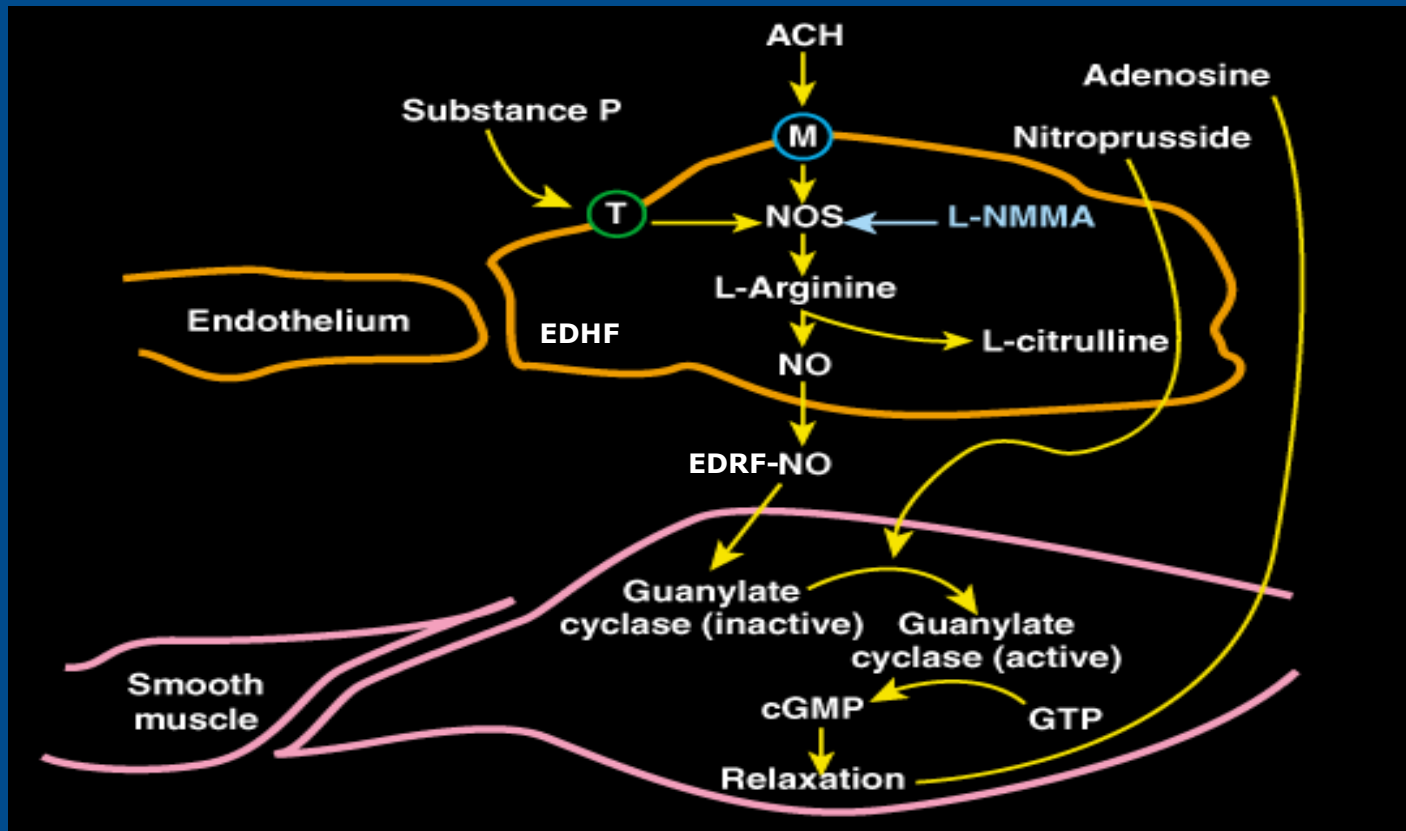 ACH
Adenosine
Substance P
Nitroprusside
M
T
NOS
L-NMMA
L-Arginine
Endothelium
EDHF
L-citrulline
NO
EDRF-NO
Guanylate
cyclase (inactive)
Guanylate
cyclase (active)
Smooth
muscle
cGMP
GTP
Relaxation